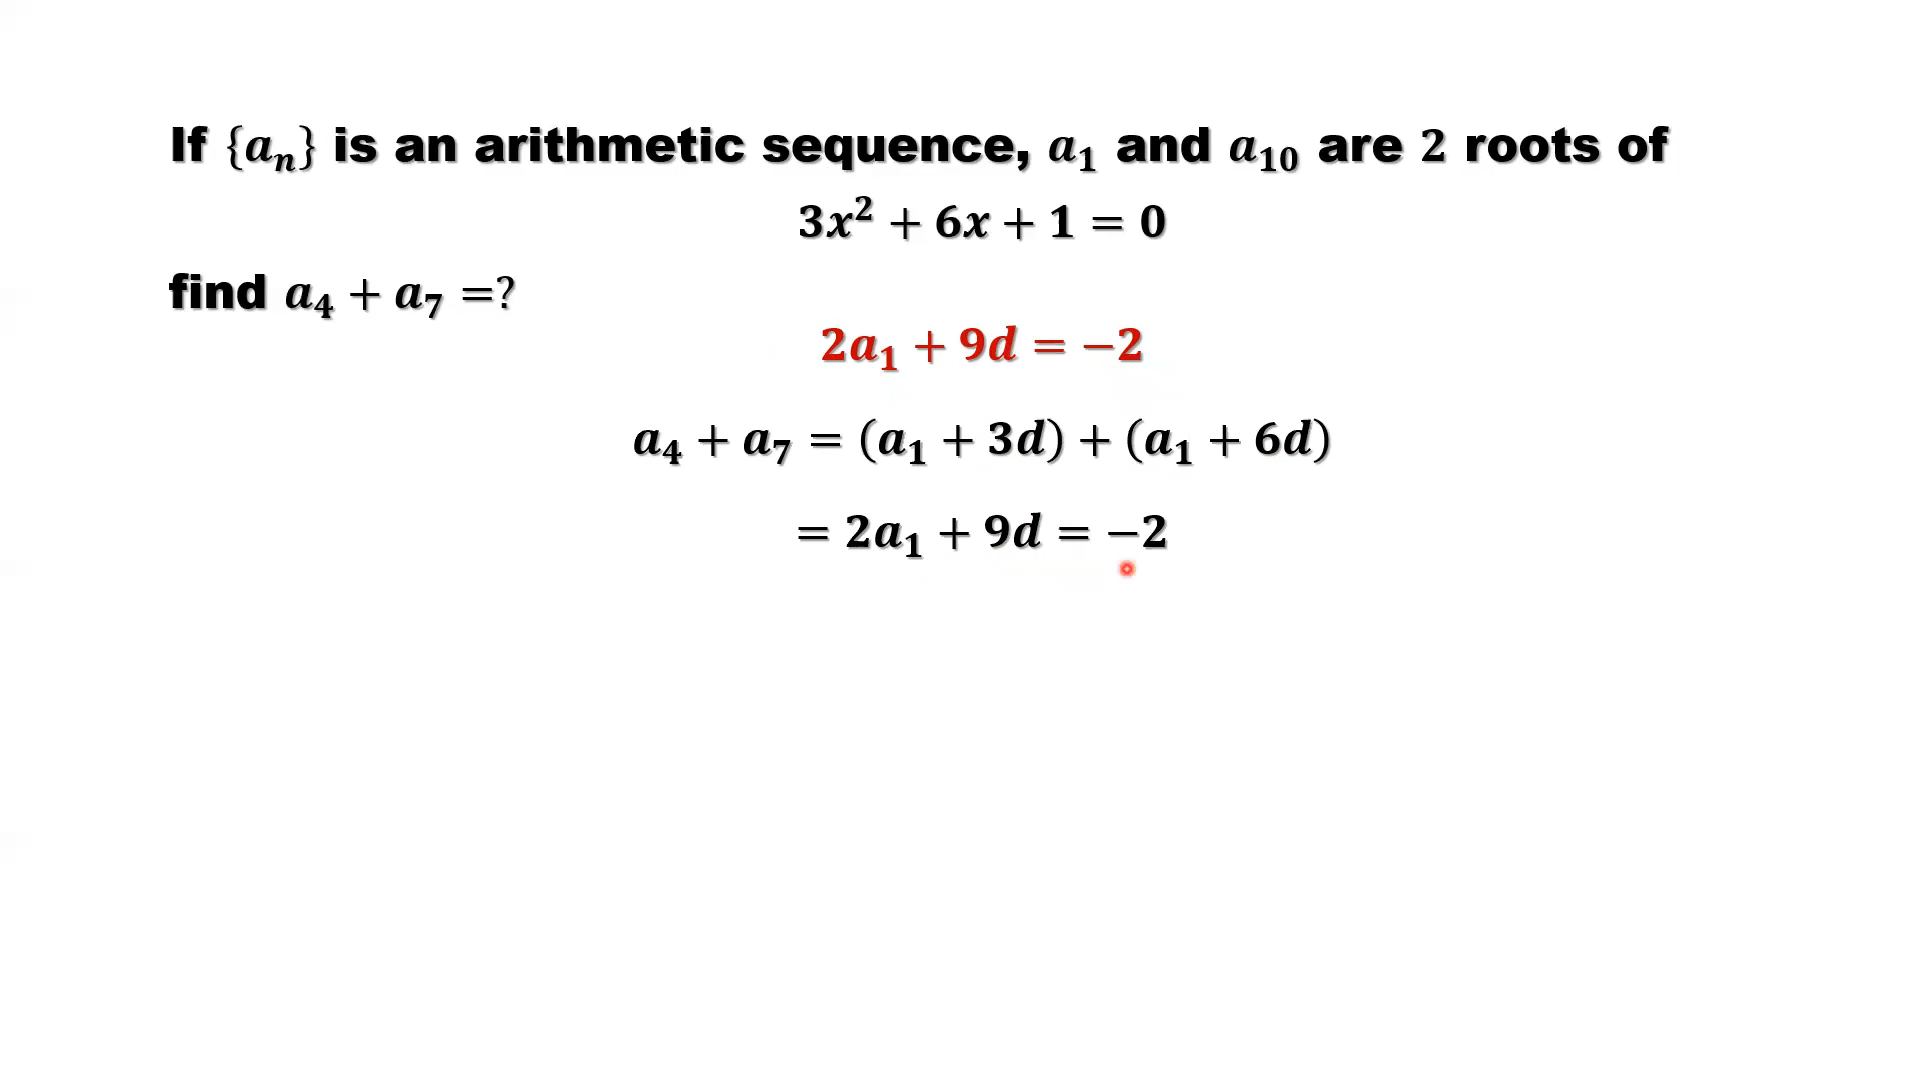 If {aₙ} is an arithmetic sequence, a₁ and a₁₀ are 2 roots of
3x² + 6x + 1 = 0
find a₄ + a₇ =?
2a₁ + 9d = −2
a₄ + a₇ = (a₁ + 3d) + (a₁ + 6d)
= 2a₁ + 9d = −2